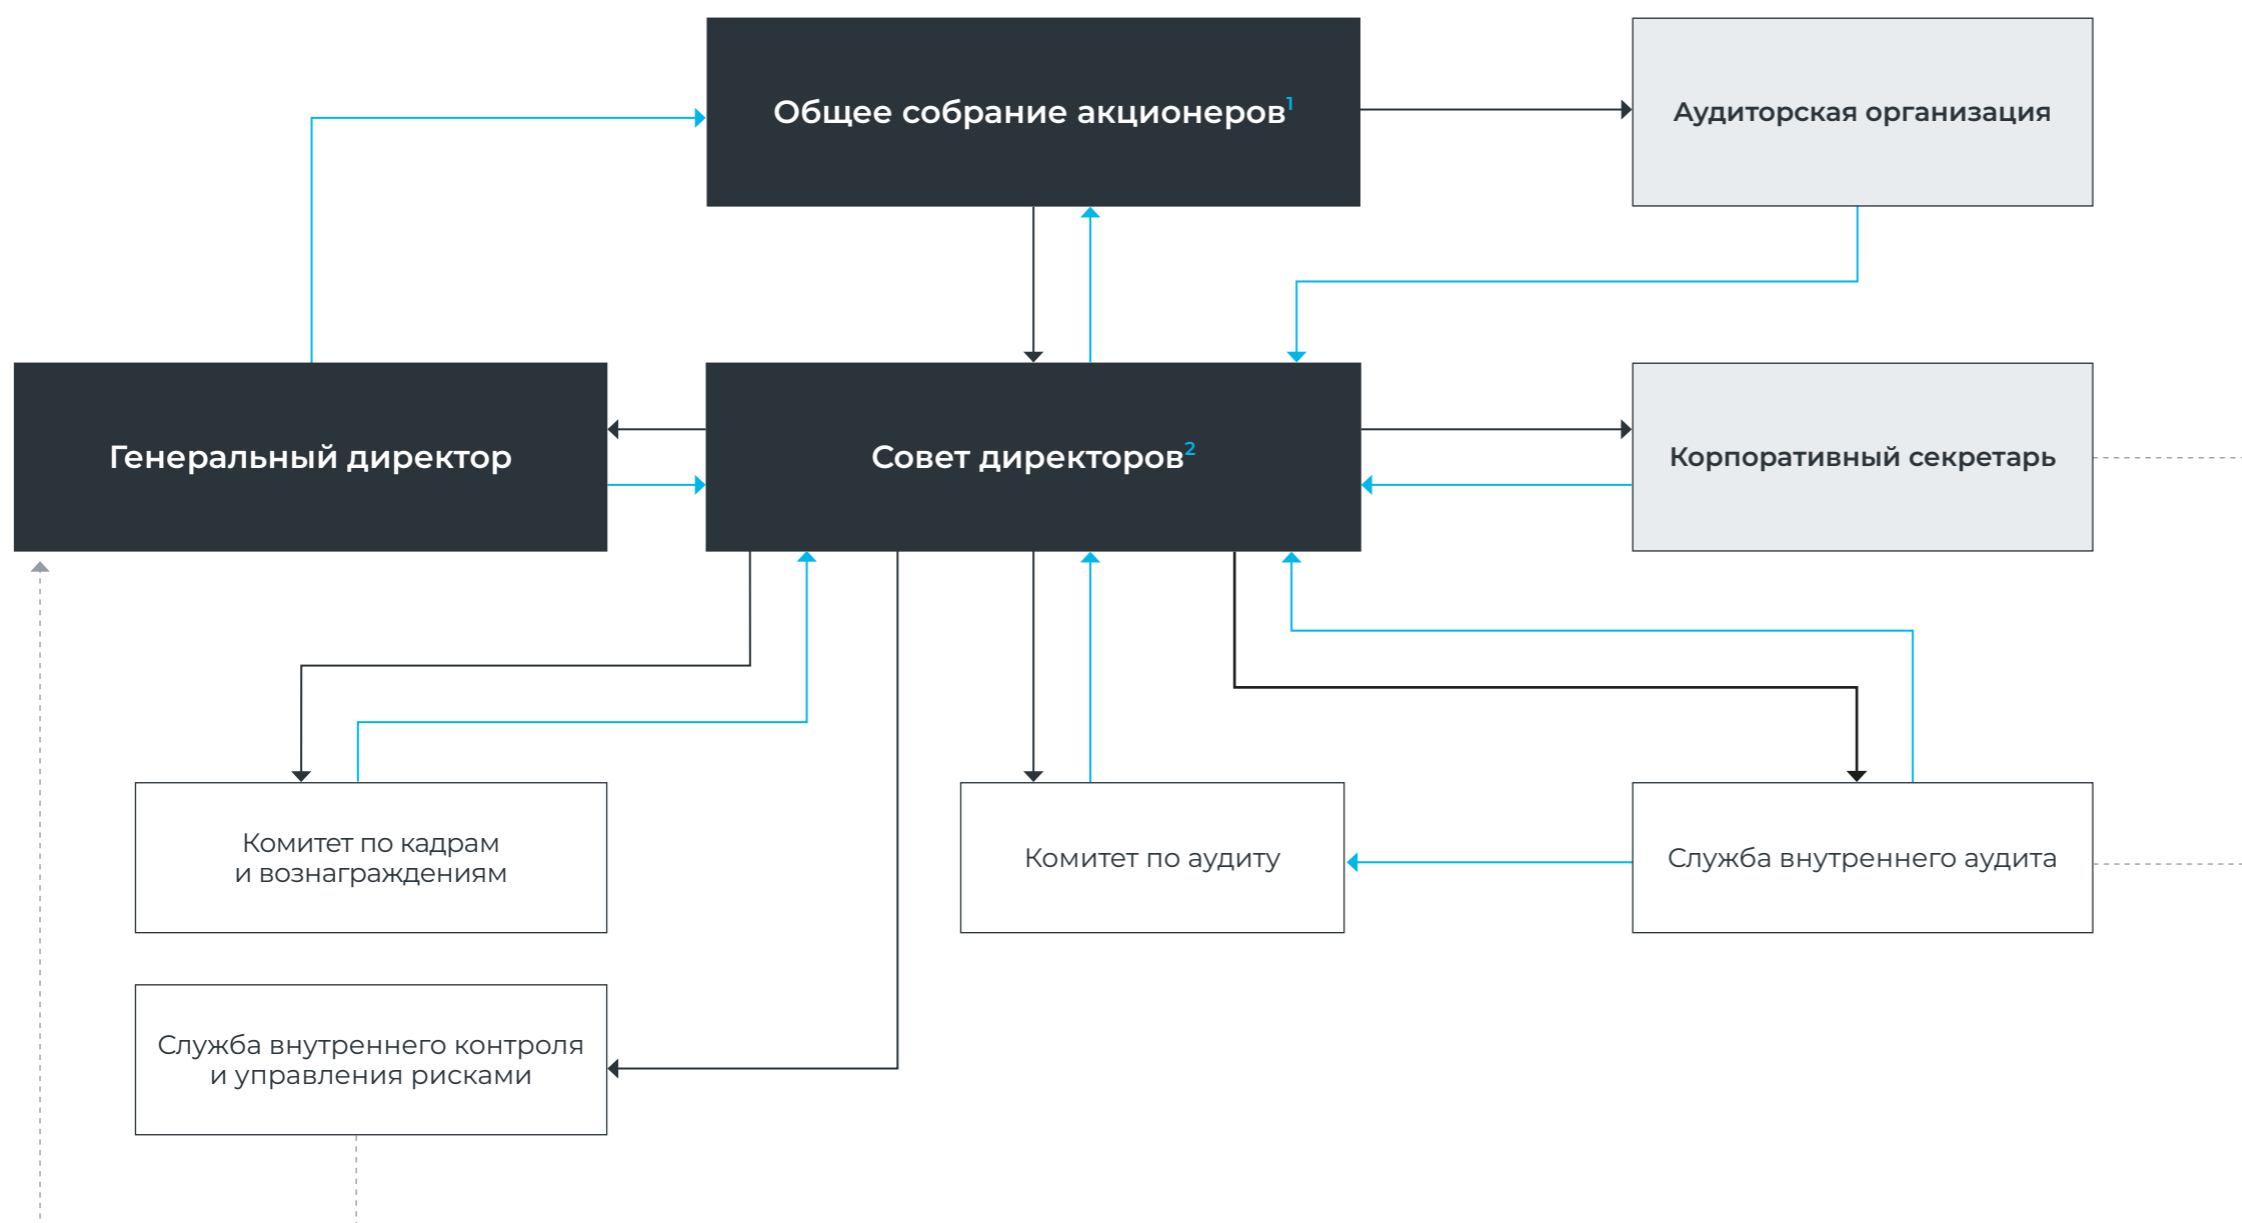 Общее собрание акционеров¹
Аудиторская организация
Генеральный директор
Совет директоров²
Корпоративный секретарь
Комитет по кадрам
и вознаграждениям
Комитет по аудиту
Служба внутреннего аудита
Служба внутреннего контроля
и управления рисками